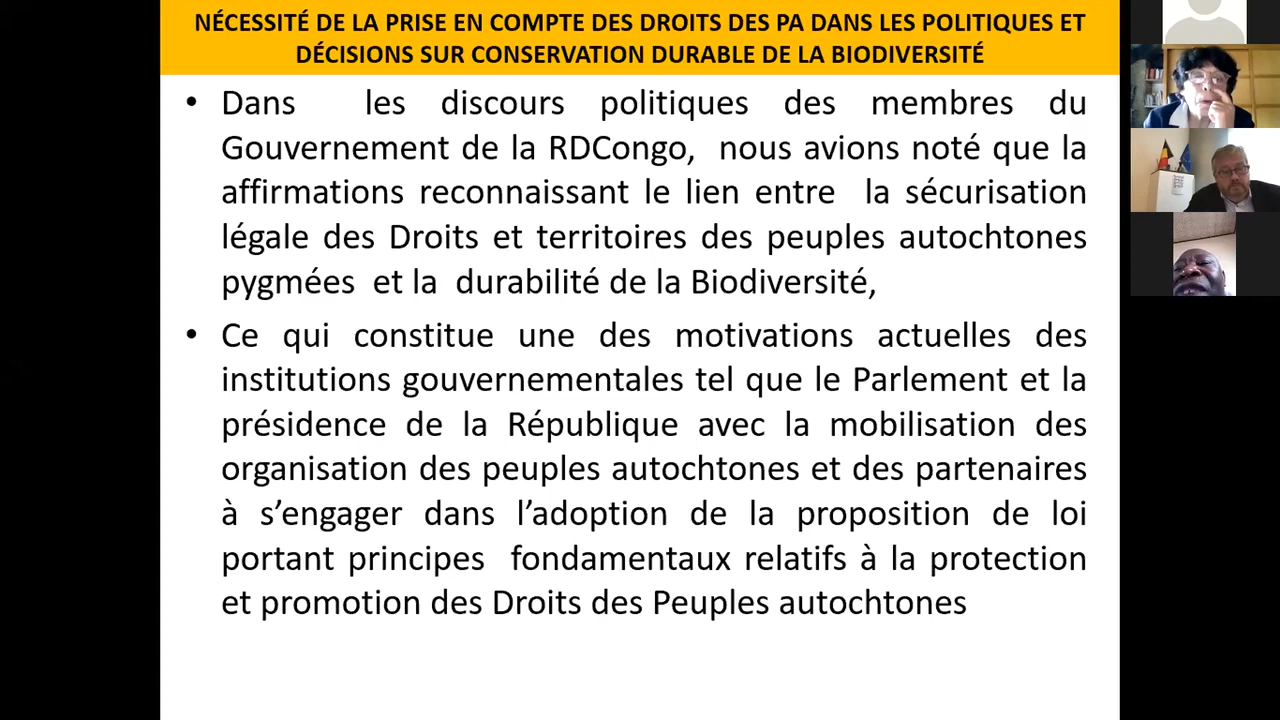 NÉCESSITÉ DE LA PRISE EN COMPTE DES DROITS DES PA DANS LES POLITIQUES ET
DÉCISIONS SUR CONSERVATION DURABLE DE LA BIODIVERSITÉ
• Dans les discours politiques des membres du
Gouvernement de la RDCongo, nous avions noté que la
affirmations reconnaissant le lien entre la sécurisation
légale des Droits et territoires des peuples autochtones
pygmées et la durabilité de la Biodiversité,
• Ce qui constitue une des motivations actuelles des
institutions gouvernementales tel que le Parlement et la
présidence de la République avec la mobilisation des
organisation des peuples autochtones et des partenaires
à s’engager dans l’adoption de la proposition de loi
portant principes fondamentaux relatifs à la protection
et promotion des Droits des Peuples autochtones